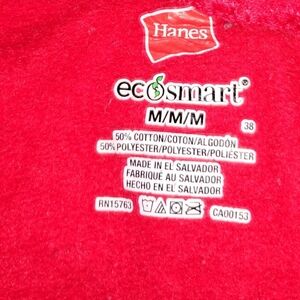 Hanes
ecosmart®
M/M/M
38
50% COTTON/COTON/ALGODÓN
50% POLYESTER/POLYESTER/POLIÉSTER
MADE IN EL SALVADOR
FABRIQUÉ AU SALVADOR
HECHO EN EL SALVADOR
RN15763 CA00153